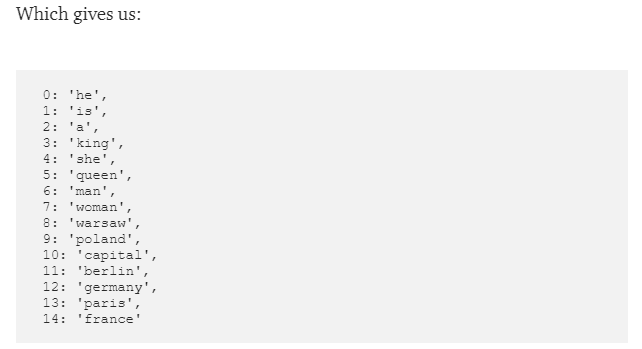 Which gives us:
0: 'he',
1: 'is',
2: 'a',
3: 'king',
4: 'she',
5: 'queen',
6: 'man',
7: 'woman',
8: 'warsaw',
9: 'poland',
10: 'capital',
11: 'berlin',
12: 'germany',
13: 'paris',
14: 'france'